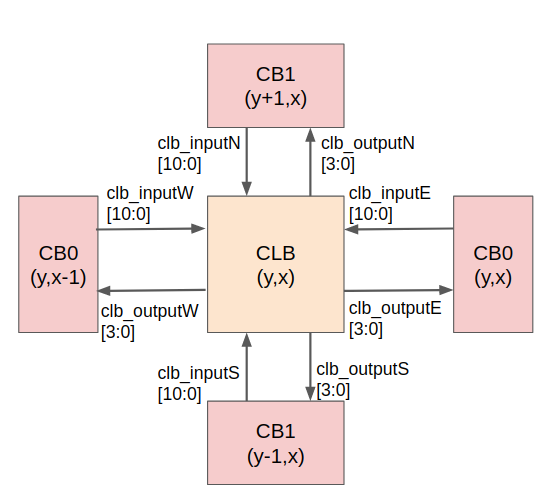 CB1
(y+1,x)
clb_inputN
[10:0]
clb_outputN
[3:0]
clb_inputW
[10:0]
clb_inputE
[10:0]
CB0
(y,x-1)
CLB
(y,x)
CB0
(y,x)
clb_outputW
[3:0]
clb_outputE
[3:0]
clb_inputS
[10:0]
clb_outputS
[3:0]
CB1
(y-1,x)